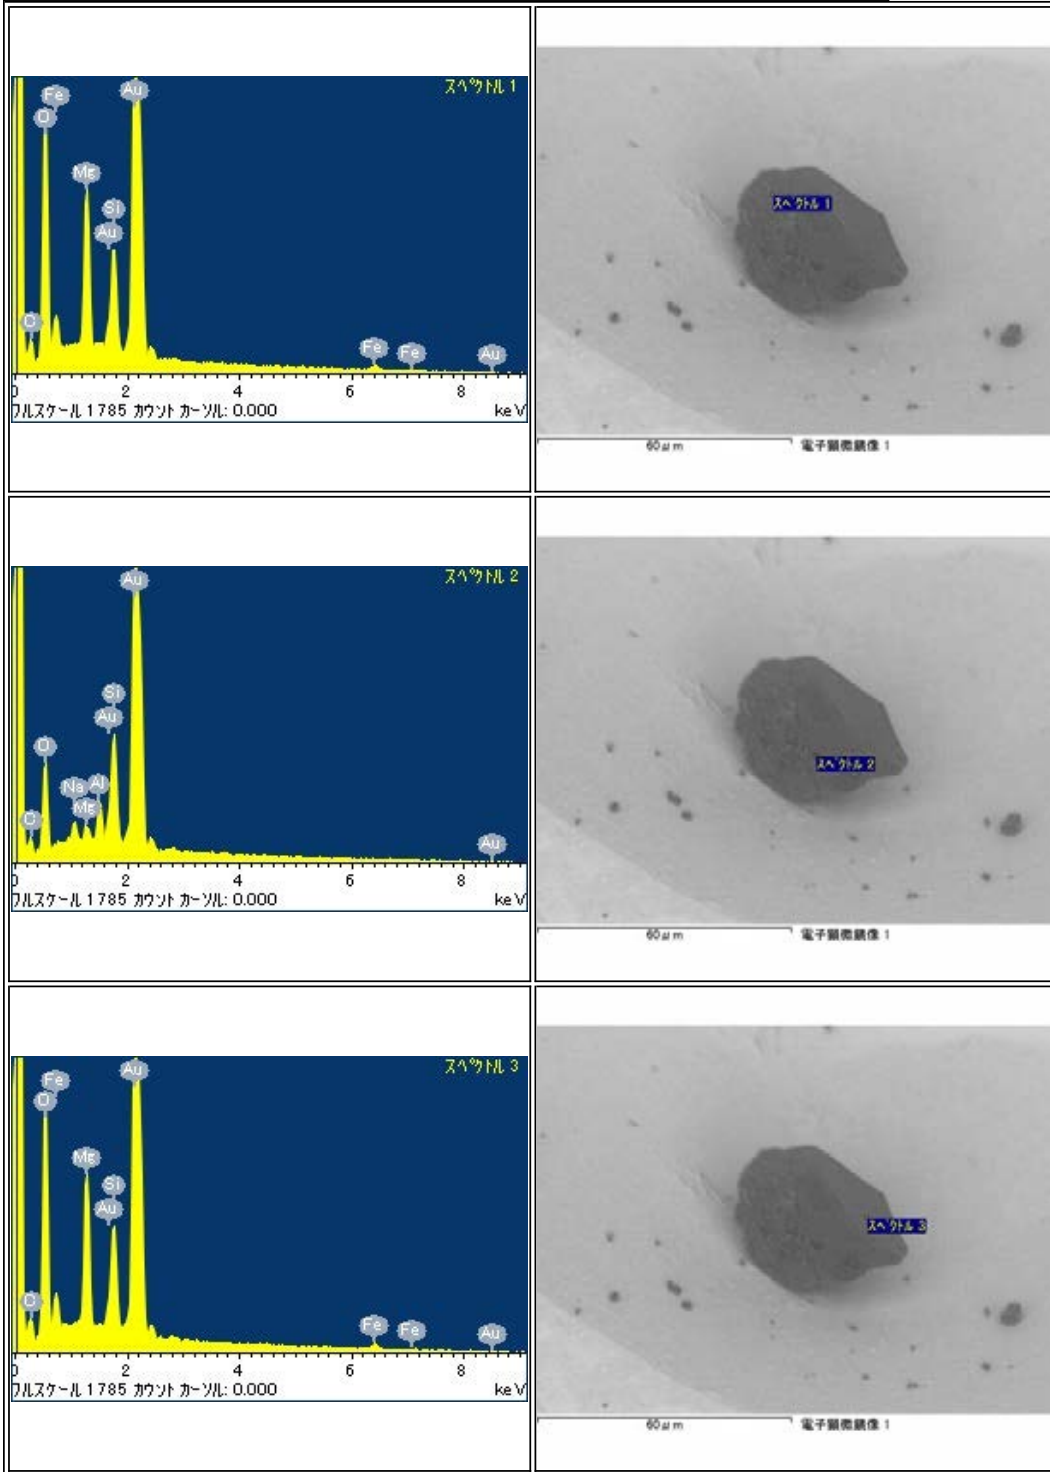 スペクトル 1
Fe
O
Au
Mg
Si
Au
C
Fe
Fe
Au
0 2 4 6 8
フルスケール 1785 カウント カーソル: 0.000 keV
スペクトル 1
60μm 電子顕微鏡像 1
スペクトル 2
Au
Si
Au
O
Na
Al
Mg
C
Au
0 2 4 6 8
フルスケール 1785 カウント カーソル: 0.000 keV
スペクトル 2
60μm 電子顕微鏡像 1
スペクトル 3
Fe
O
Au
Mg
Si
Au
C
Fe
Fe
Au
0 2 4 6 8
フルスケール 1785 カウント カーソル: 0.000 keV
スペクトル 3
60μm 電子顕微鏡像 1